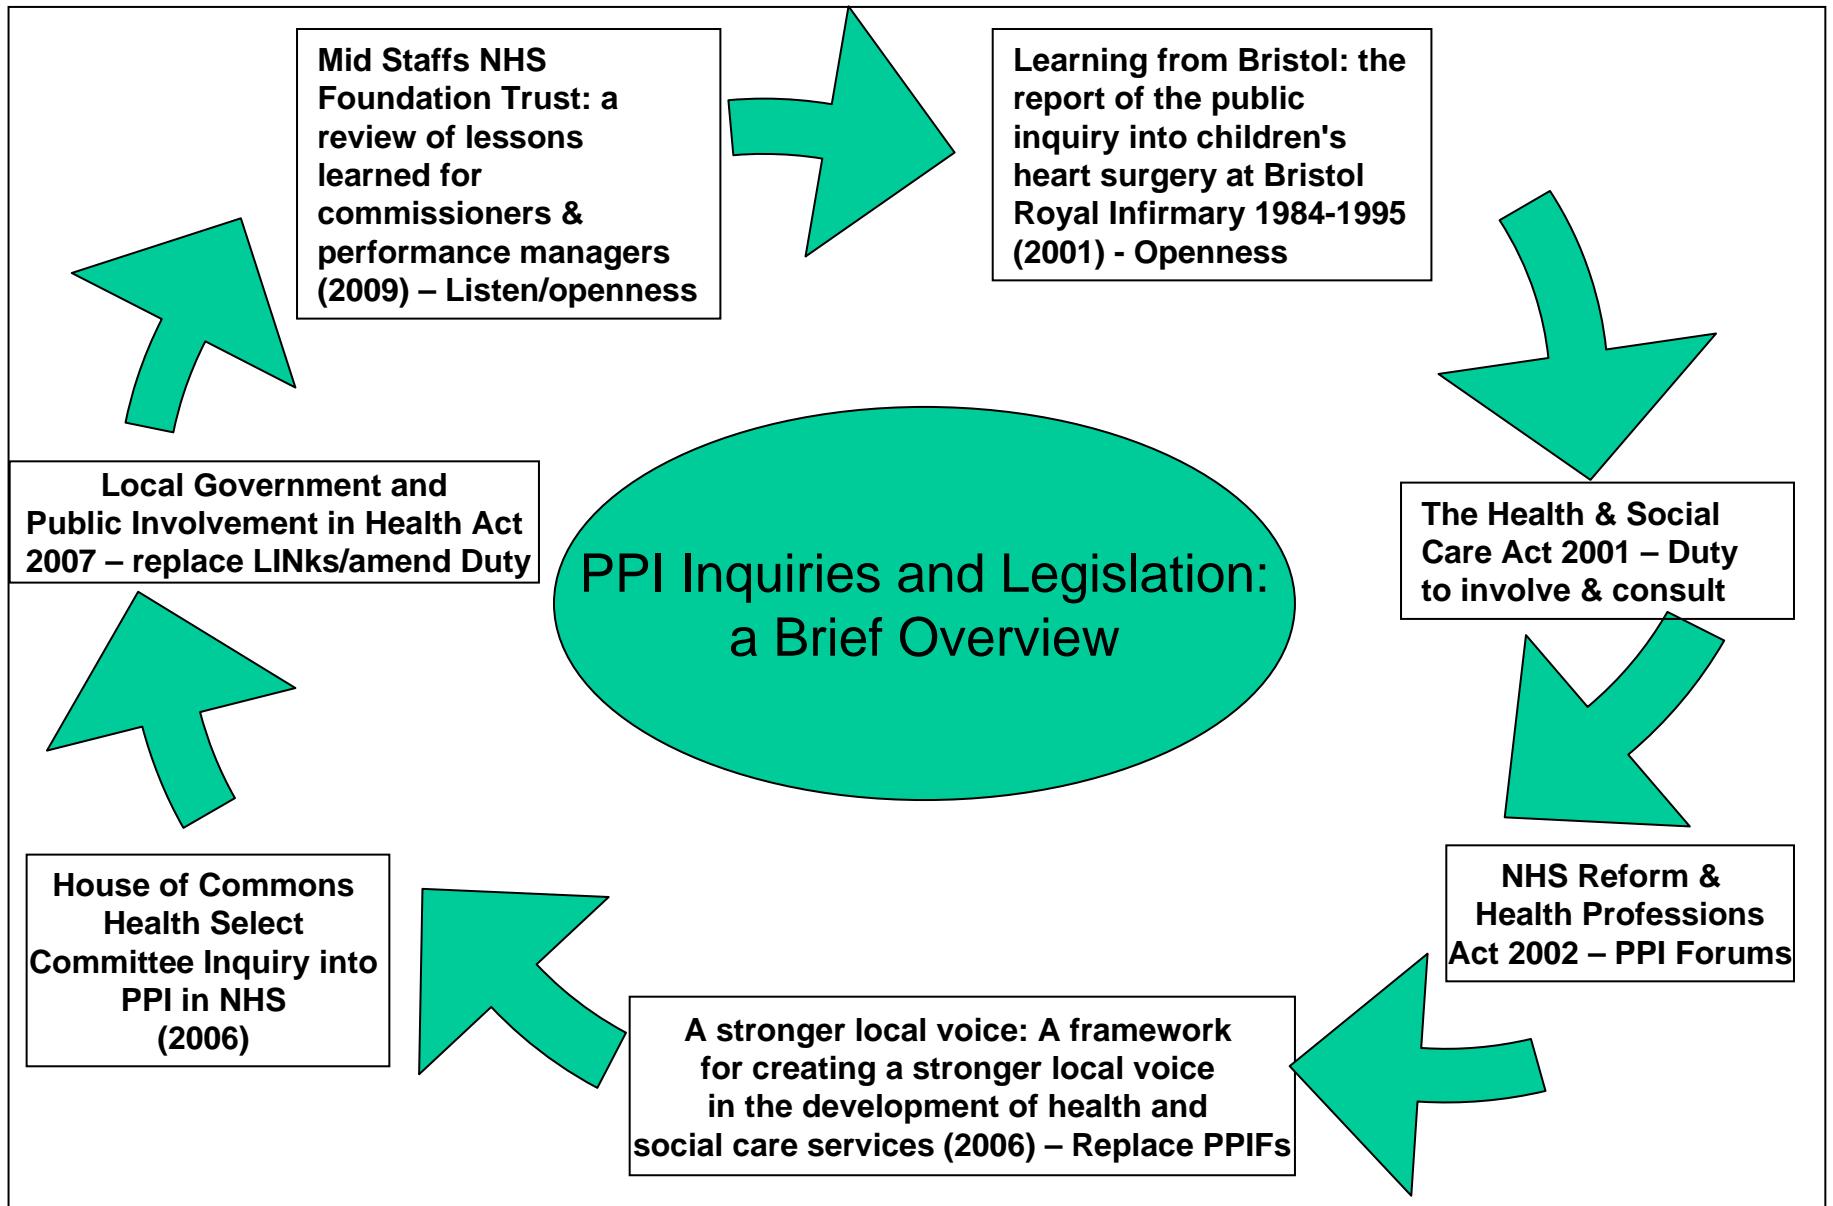 Mid Staffs NHS
Foundation Trust: a
review of lessons
learned for
commissioners &
performance managers
(2009) – Listen/openness
Learning from Bristol: the
report of the public
inquiry into children's
heart surgery at Bristol
Royal Infirmary 1984-1995
(2001) - Openness
The Health & Social
Care Act 2001 – Duty
to involve & consult
NHS Reform &
Health Professions
Act 2002 – PPI Forums
A stronger local voice: A framework
for creating a stronger local voice
in the development of health and
social care services (2006) – Replace PPIFs
House of Commons
Health Select
Committee Inquiry into
PPI in NHS
(2006)
Local Government and
Public Involvement in Health Act
2007 – replace LINks/amend Duty
PPI Inquiries and Legislation:
a Brief Overview